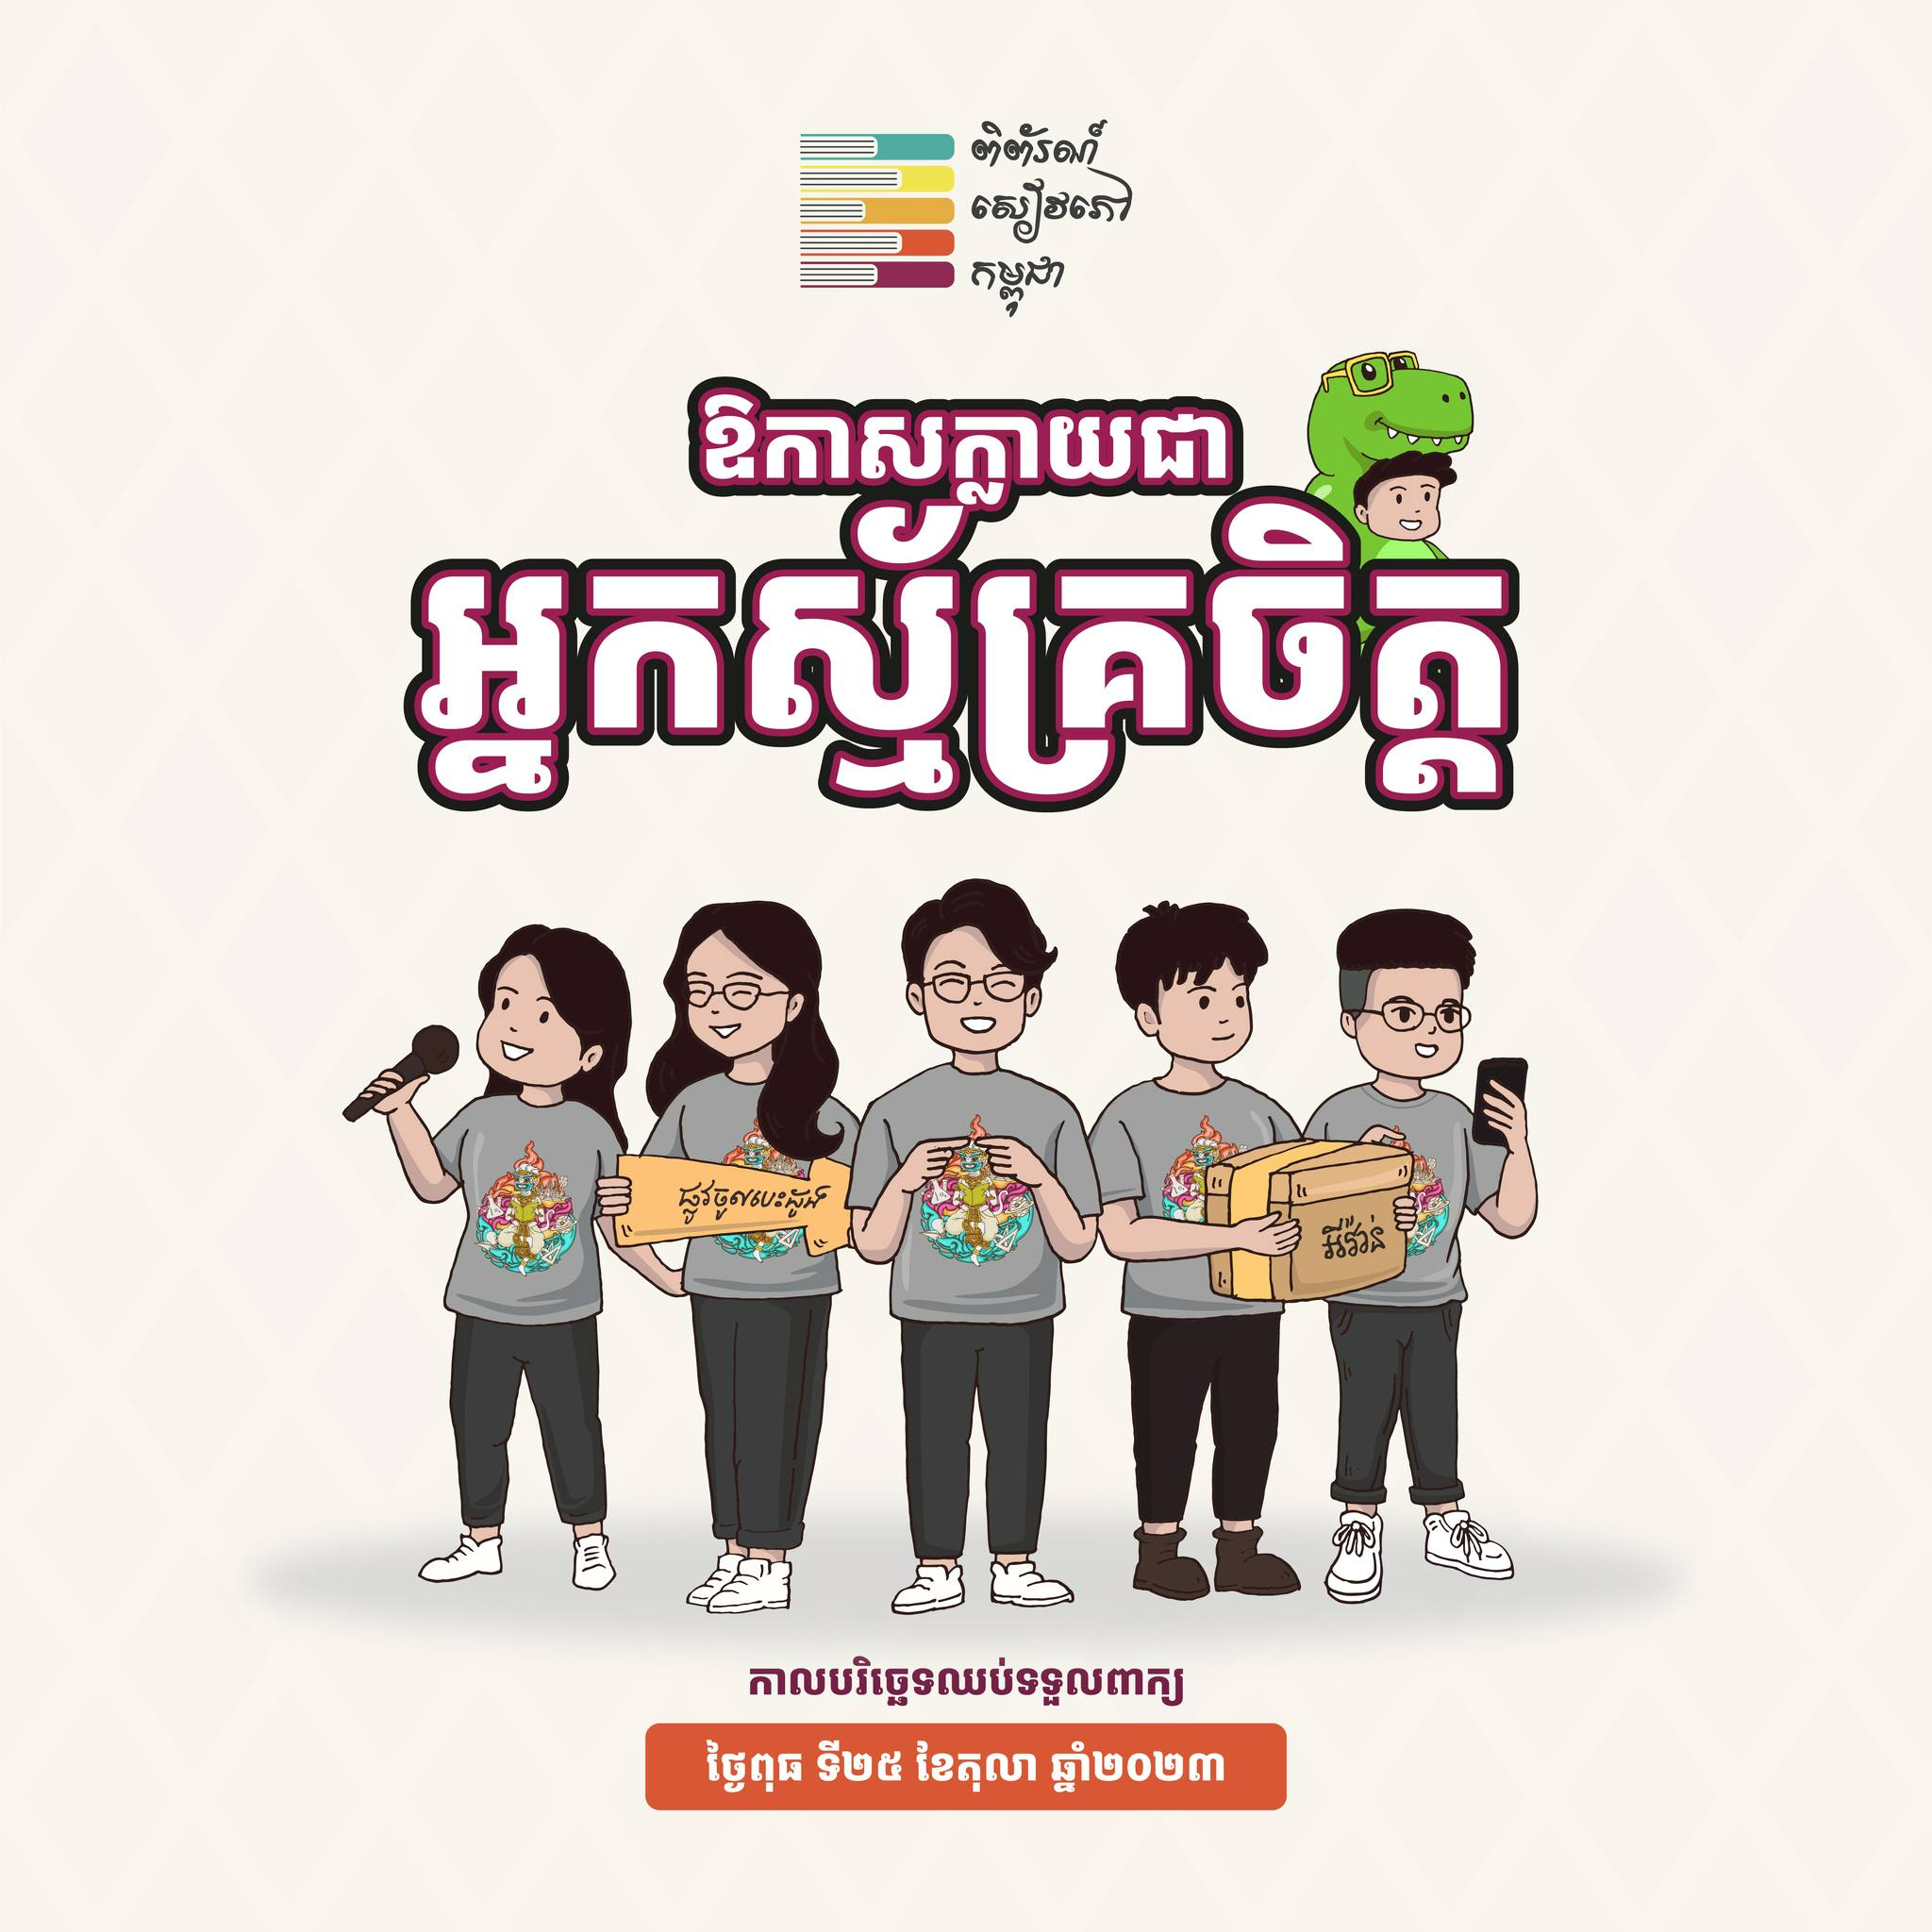 ពិព័រណ៍
សៀវភៅ
កម្ពុជា
ឱកាសក្លាយជា
អ្នកស្ម័គ្រចិត្ត
ផ្លូវចូលបេះដូង
អីវ៉ាន់
កាលបរិច្ឆេទឈប់ទទួលពាក្យ
ថ្ងៃពុធ ទី២៥ ខែតុលា ឆ្នាំ២០២៣